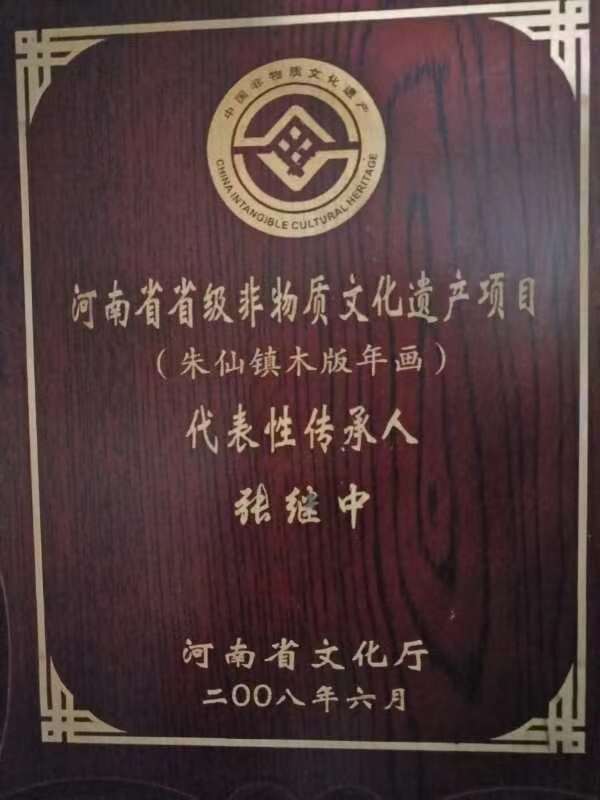 中国非物质文化遗产
CHINA INTANGIBLE CULTURAL HERITAGE
河南省省级非物质文化遗产项目
（朱仙镇木版年画）
代表性传承人
张继中
河南省文化厅
二〇〇八年六月